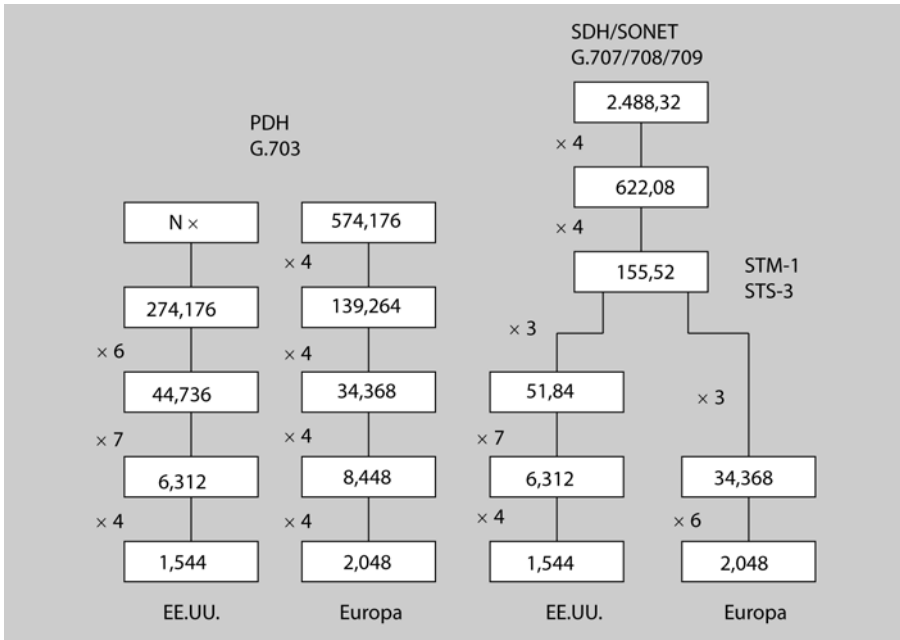 SDH/SONET
G.707/708/709
2.488,32
× 4
622,08
× 4
155,52
STM-1
STS-3
× 3
51,84
× 7
6,312
× 4
1,544
EE.UU.
× 3
34,368
× 6
2,048
Europa
PDH
G.703
N ×
274,176
× 6
44,736
× 7
6,312
× 4
1,544
EE.UU.
574,176
× 4
139,264
× 4
34,368
× 4
8,448
× 4
2,048
Europa